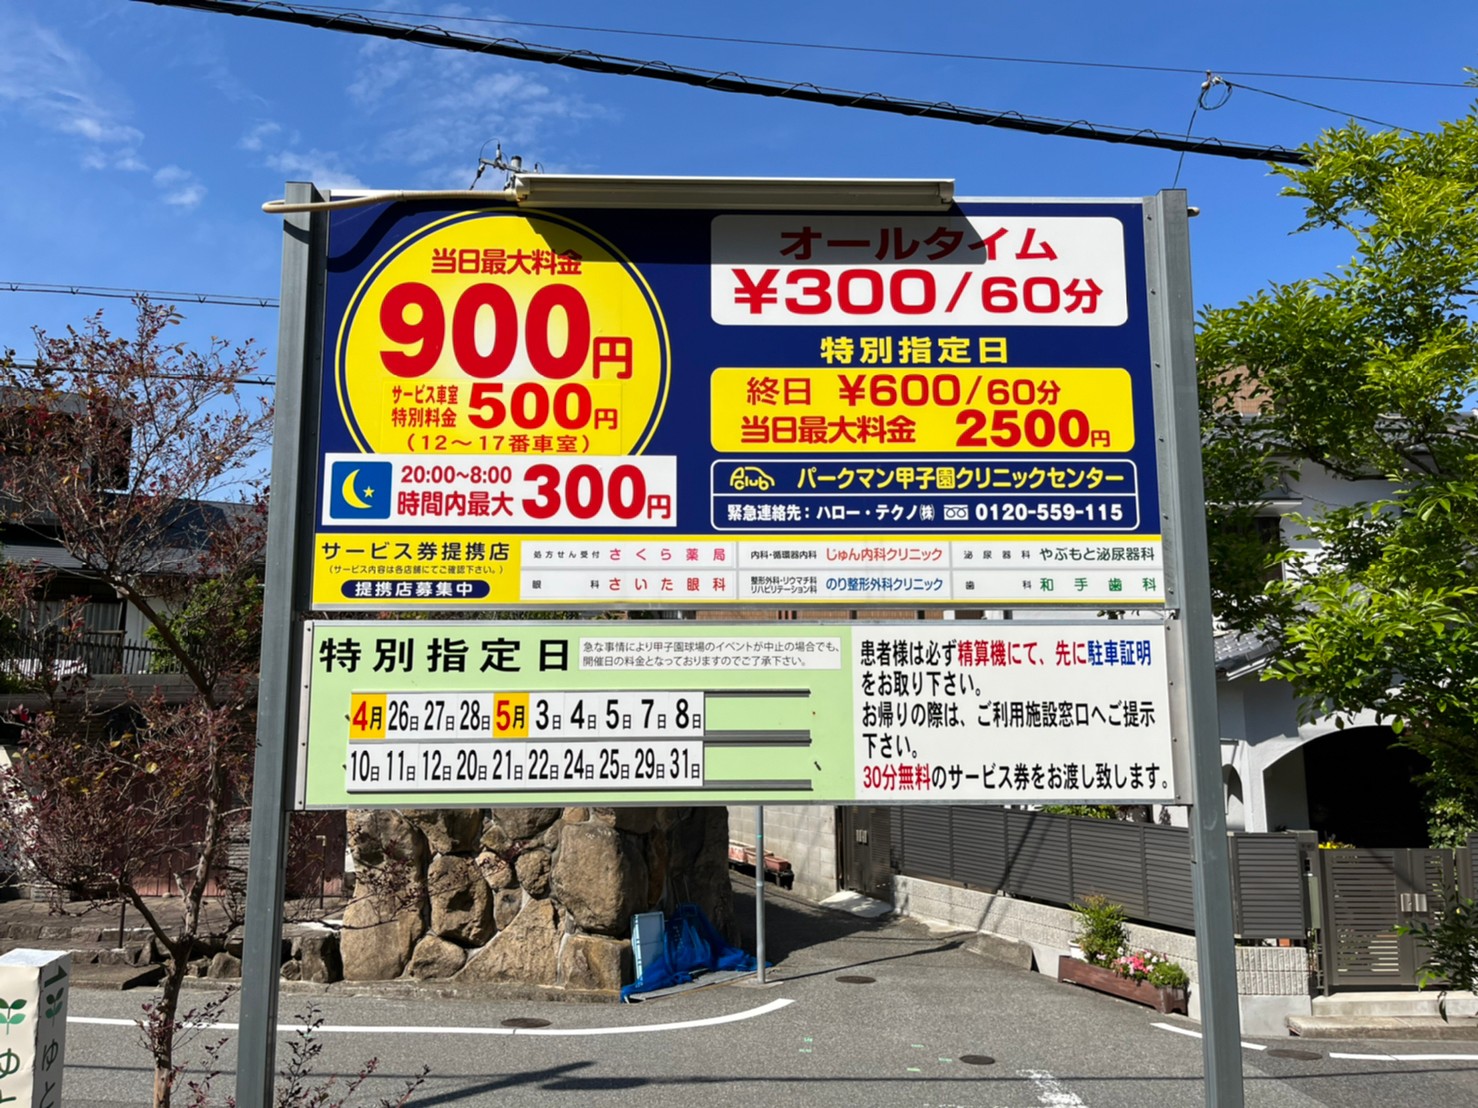 当日最大料金
900円
サービス車室
特別料金 500円
(12～17番車室)
20:00～8:00
時間内最大 300円
オールタイム
¥300/60分
特別指定日
終日 ¥600/60分
当日最大料金 2500円
Club パークマン甲子園クリニックセンター
緊急連絡先：ハロー・テクノ㈱ 0120-559-115
サービス券提携店
(サービス内容は各店舗にてご確認下さい。)
提携店募集中
処方せん受付 さくら薬局
内科・循環器内科 じゅん内科クリニック
泌尿器科 やぶもと泌尿器科
眼科 さいた眼科
整形外科・リウマチ科
リハビリテーション科 のり整形外科クリニック
歯科 和手歯科
特別指定日
急な事情により甲子園球場のイベントが中止の場合でも、
開催日の料金となっておりますのでご了承下さい。
4月 26日 27日 28日 5月 3日 4日 5日 7日 8日
10日 11日 12日 20日 21日 22日 24日 25日 29日 31日
患者様は必ず精算機にて、先に駐車証明
をお取り下さい。
お帰りの際は、ご利用施設窓口へご提示
下さい。
30分無料のサービス券をお渡し致します。
ゆと
ゆと